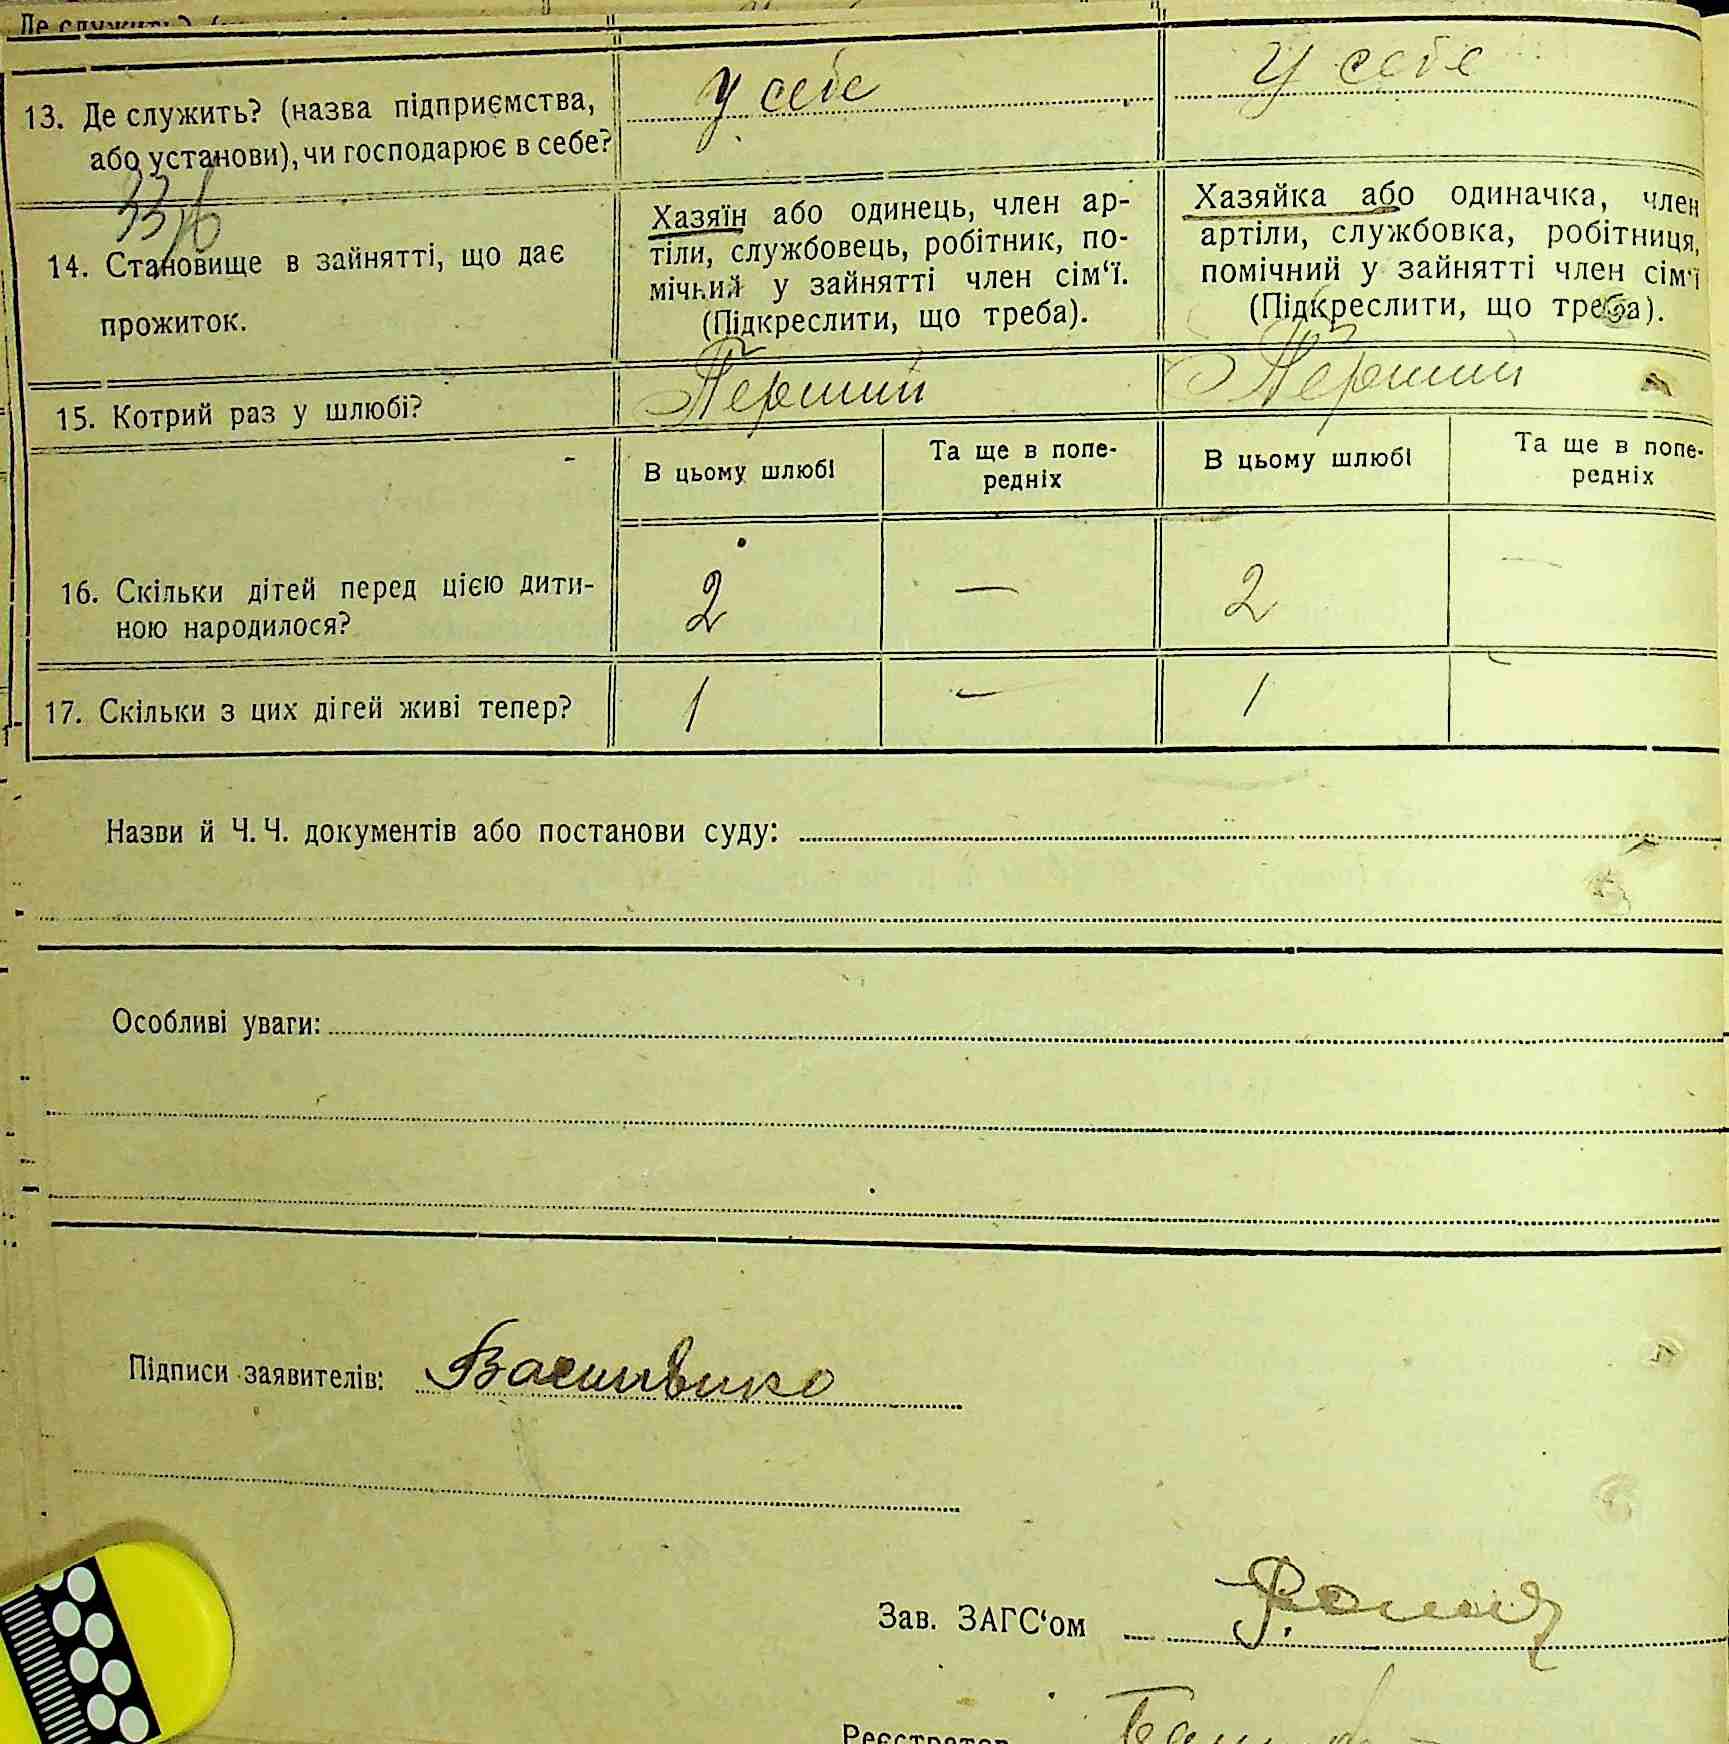 Де служить?
13. Де служить? (назва підприємства, або установи), чи господарює в себе?
У себе
У себе
14. Становище в зайнятті, що дає прожиток.
Хазяїн або одинець, член ар-
тіли, службовець, робітник, по-
мічний у зайнятті член сім‘ї.
(Підкреслити, що треба).
Хазяйка або одиначка, член
артіли, службовка, робітниця,
помічний у зайнятті член сім‘ї
(Підкреслити, що треба).
15. Котрий раз у шлюбі?
Перший
Перший
В цьому шлюбі
Та ще в попе-
редніх
В цьому шлюбі
Та ще в попе-
редніх
16. Скільки дітей перед цією дити-
ною народилося?
2 — 2 —
17. Скільки з цих дітей живі тепер?
1 — 1
Назви й Ч. Ч. документів або постанови суду:
Особливі уваги:
Підписи заявителів:
Зав. ЗАГС‘ом
Реєстратор